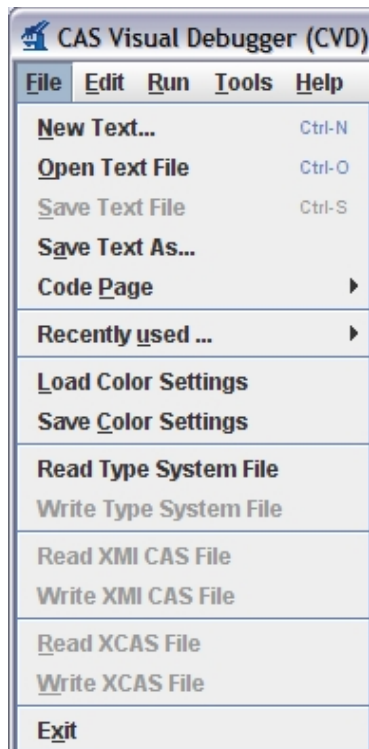 CAS Visual Debugger (CVD)
File Edit Run Tools Help
New Text... Ctrl-N
Open Text File Ctrl-O
Save Text File Ctrl-S
Save Text As...
Code Page
Recently used ...
Load Color Settings
Save Color Settings
Read Type System File
Write Type System File
Read XMI CAS File
Write XMI CAS File
Read XCAS File
Write XCAS File
Exit